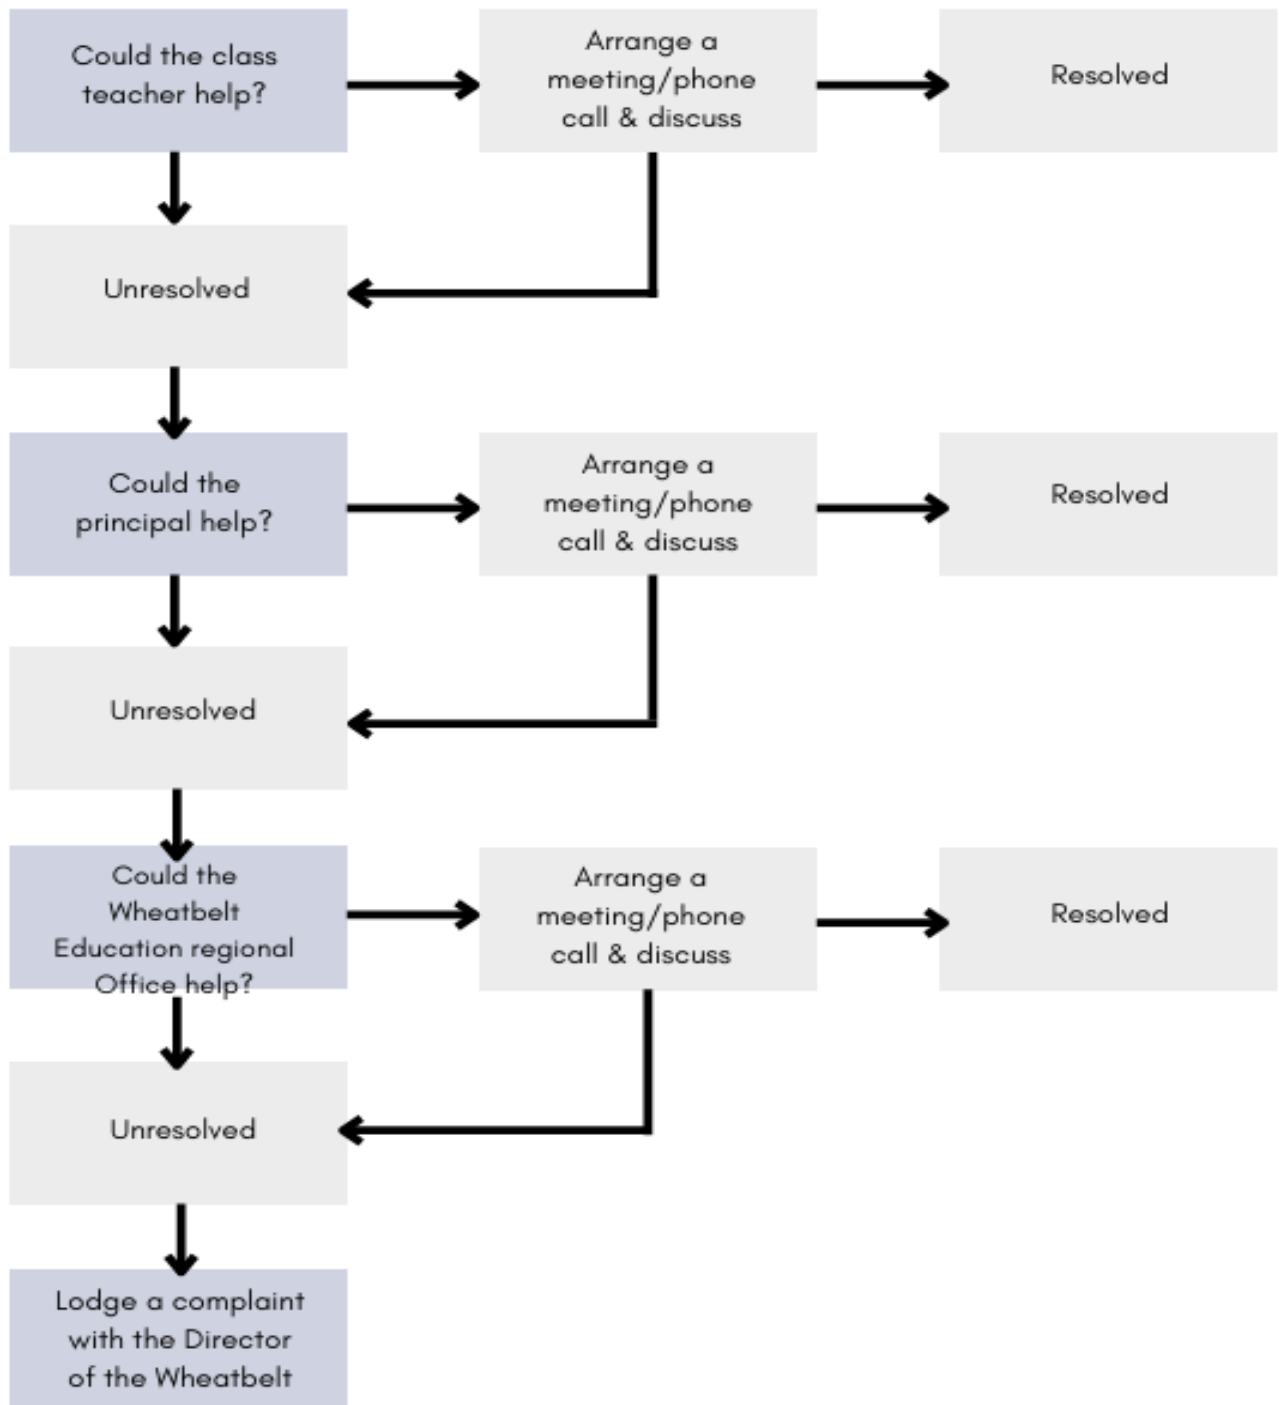 Could the class
teacher help?
Arrange a
meeting/phone
call & discuss
Resolved
Unresolved
Could the
principal help?
Arrange a
meeting/phone
call & discuss
Resolved
Unresolved
Could the
Wheatbelt
Education regional
Office help?
Arrange a
meeting/phone
call & discuss
Resolved
Unresolved
Lodge a complaint
with the Director
of the Wheatbelt